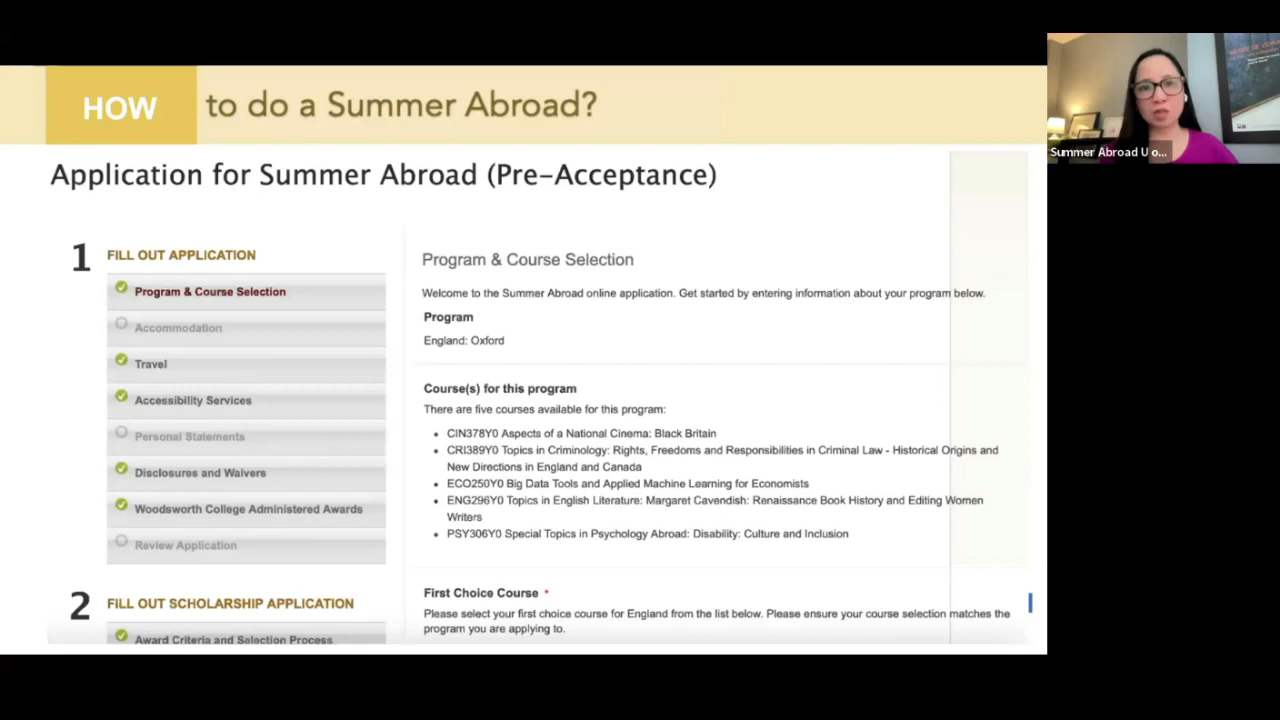 HOW to do a Summer Abroad?
Application for Summer Abroad (Pre-Acceptance)
1 FILL OUT APPLICATION
Program & Course Selection
Accommodation
Travel
Accessibility Services
Personal Statements
Disclosures and Waivers
Woodsworth College Administered Awards
Review Application
2 FILL OUT SCHOLARSHIP APPLICATION
Award Criteria and Selection Process
Program & Course Selection
Welcome to the Summer Abroad online application. Get started by entering information about your program below.
Program
England: Oxford
Course(s) for this program
There are five courses available for this program:
• CIN378Y0 Aspects of a National Cinema: Black Britain
• CRI389Y0 Topics in Criminology: Rights, Freedoms and Responsibilities in Criminal Law - Historical Origins and
New Directions in England and Canada
• ECO250Y0 Big Data Tools and Applied Machine Learning for Economists
• ENG296Y0 Topics in English Literature: Margaret Cavendish: Renaissance Book History and Editing Women
Writers
• PSY306Y0 Special Topics in Psychology Abroad: Disability: Culture and Inclusion
First Choice Course *
Please select your first choice course for England from the list below. Please ensure your course selection matches the
program you are applying to.
Summer Abroad U o...